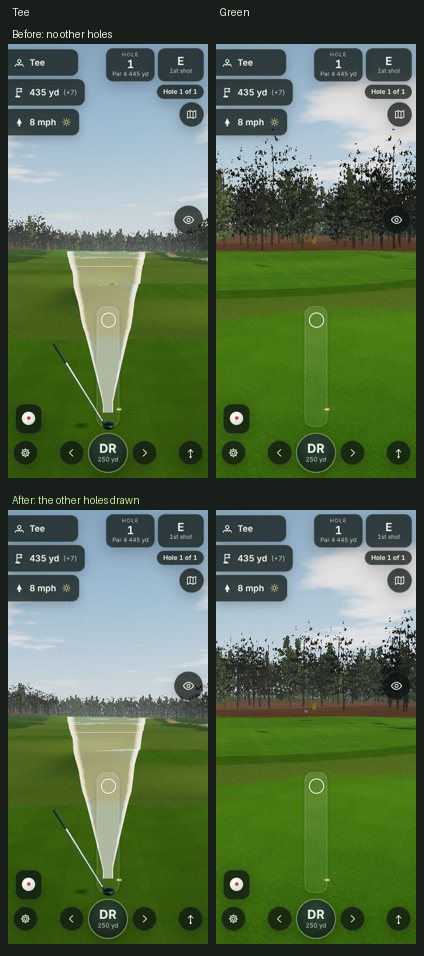 Tee
Green
Before: no other holes
Tee
HOLE
1
Par 4 445 yd
E
1st shot
435 yd (+7)
Hole 1 of 1
8 mph
DR
250 yd
Tee
HOLE
1
Par 4 445 yd
E
1st shot
435 yd (+7)
Hole 1 of 1
8 mph
DR
250 yd
After: the other holes drawn
Tee
HOLE
1
Par 4 445 yd
E
1st shot
435 yd (+7)
Hole 1 of 1
8 mph
DR
250 yd
Tee
HOLE
1
Par 4 445 yd
E
1st shot
435 yd (+7)
Hole 1 of 1
8 mph
DR
250 yd